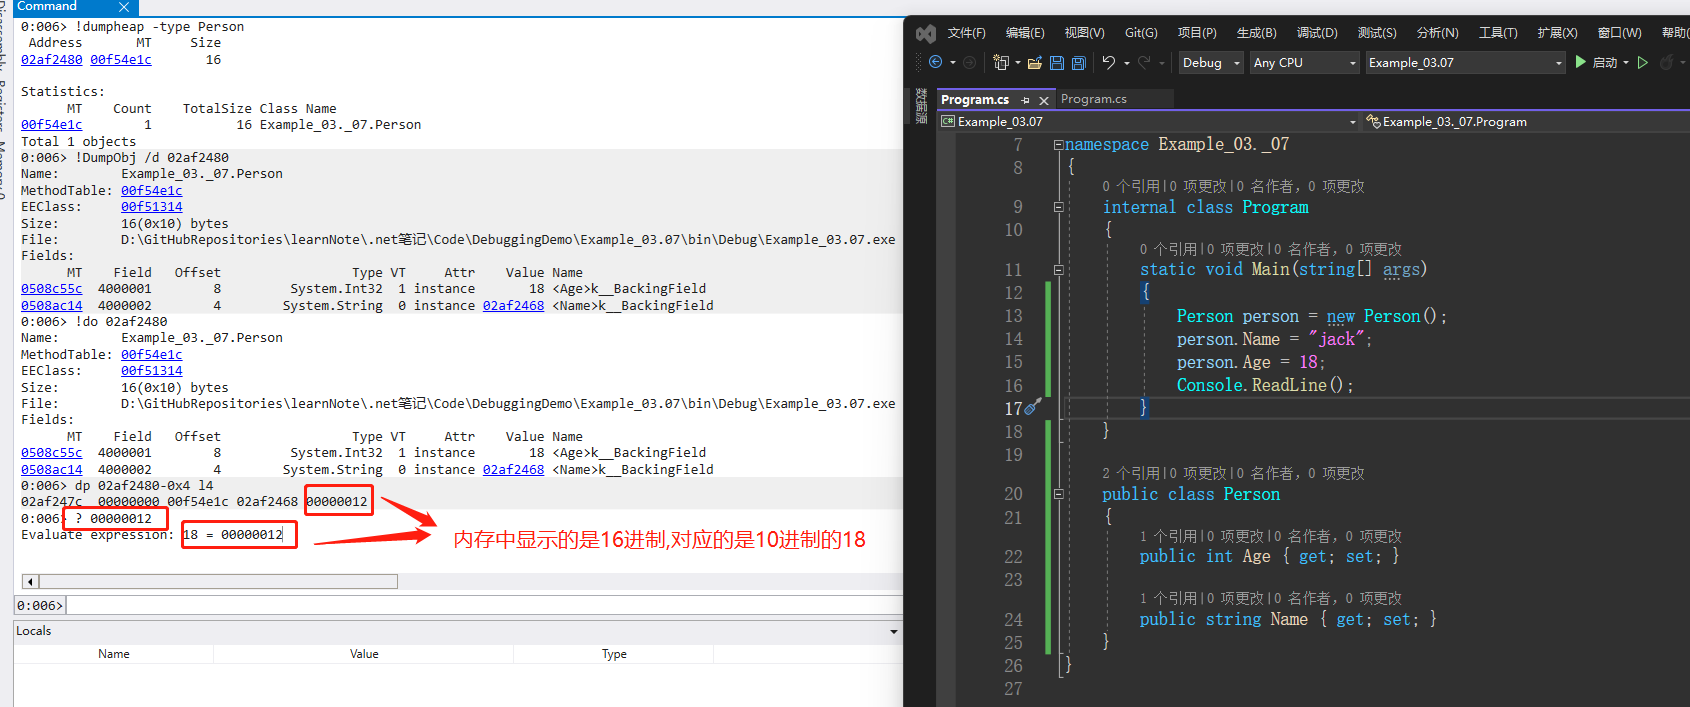 Command
0:006> !dumpheap -type Person
Address MT Size
02af2480 00f54e1c 16
Statistics:
MT Count TotalSize Class Name
00f54e1c 1 16 Example_03._07.Person
Total 1 objects
0:006> !DumpObj /d 02af2480
Name: Example_03._07.Person
MethodTable: 00f54e1c
EEClass: 00f51314
Size: 16(0x10) bytes
File: D:\GitHubRepositories\learnNote\.net笔记\Code\DebuggingDemo\Example_03.07\bin\Debug\Example_03.07.exe
Fields:
MT Field Offset Type VT Attr Value Name
0508c55c 4000001 8 System.Int32 1 instance 18 <Age>k__BackingField
0508ac14 4000002 4 System.String 0 instance 02af2468 <Name>k__BackingField
0:006> !do 02af2480
Name: Example_03._07.Person
MethodTable: 00f54e1c
EEClass: 00f51314
Size: 16(0x10) bytes
File: D:\GitHubRepositories\learnNote\.net笔记\Code\DebuggingDemo\Example_03.07\bin\Debug\Example_03.07.exe
Fields:
MT Field Offset Type VT Attr Value Name
0508c55c 4000001 8 System.Int32 1 instance 18 <Age>k__BackingField
0508ac14 4000002 4 System.String 0 instance 02af2468 <Name>k__BackingField
0:006> dp 02af2480-0x4 l4
02af247c 00000000 00f54e1c 02af2468 00000012
0:006> ? 00000012
Evaluate expression: 18 = 00000012
内存中显示的是16进制,对应的是10进制的18
0:006>
Locals
Name Value Type
文件(F) 编辑(E) 视图(V) Git(G) 项目(P) 生成(B) 调试(D) 测试(S) 分析(N) 工具(T) 扩展(X) 窗口(W)
Debug Any CPU Example_03.07 启动
数据源
Program.cs Program.cs
C# Example_03.07 Example_03._07.Program
7 namespace Example_03._07
8 {
0 个引用|0 项更改|0 名作者，0 项更改
9 internal class Program
10 {
0 个引用|0 项更改|0 名作者，0 项更改
11 static void Main(string[] args)
12 {
13 Person person = new Person();
14 person.Name = "jack";
15 person.Age = 18;
16 Console.ReadLine();
17 }
18 }
19
2 个引用|0 项更改|0 名作者，0 项更改
20 public class Person
21 {
1 个引用|0 项更改|0 名作者，0 项更改
22 public int Age { get; set; }
23
1 个引用|0 项更改|0 名作者，0 项更改
24 public string Name { get; set; }
25 }
26 }
27